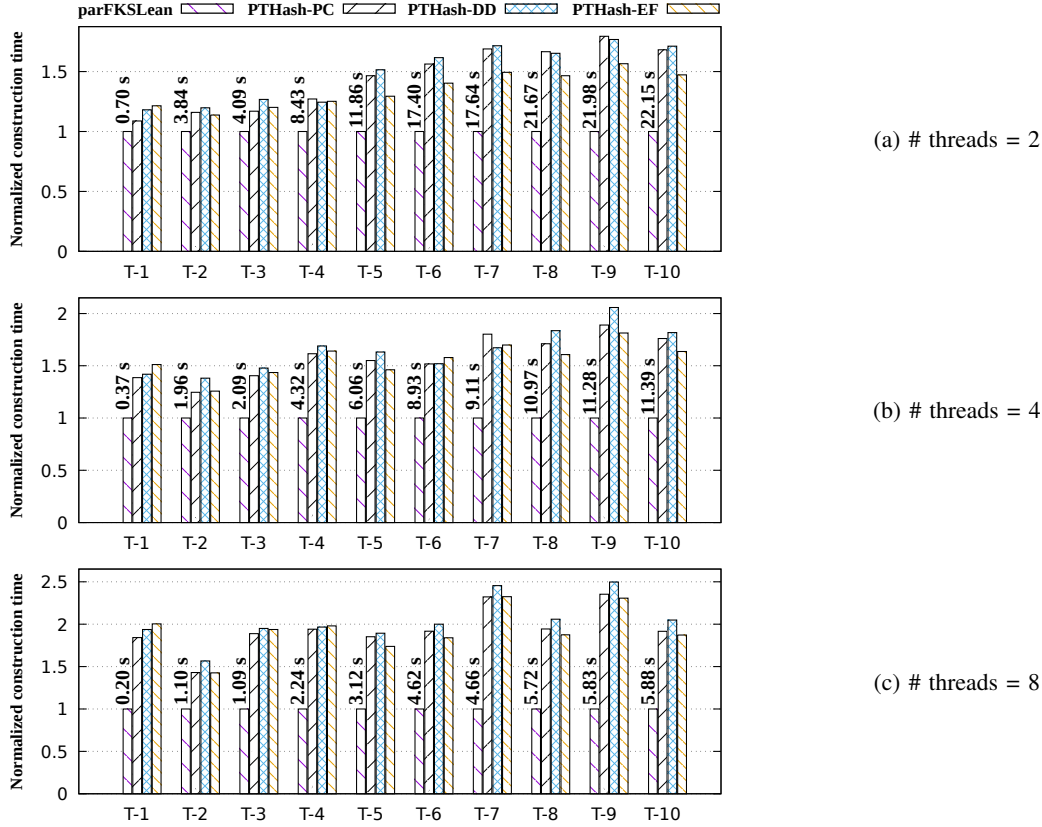 parFKSLean PTHash-PC PTHash-DD PTHash-EF
Normalized construction time
1.5
1
0.5
0
0.70 s 3.84 s 4.09 s 8.43 s 11.86 s 17.40 s 17.64 s 21.67 s 21.98 s 22.15 s
T-1 T-2 T-3 T-4 T-5 T-6 T-7 T-8 T-9 T-10
(a) # threads = 2
Normalized construction time
2
1.5
1
0.5
0
0.37 s 1.96 s 2.09 s 4.32 s 6.06 s 8.93 s 9.11 s 10.97 s 11.28 s 11.39 s
T-1 T-2 T-3 T-4 T-5 T-6 T-7 T-8 T-9 T-10
(b) # threads = 4
Normalized construction time
2.5
2
1.5
1
0.5
0
0.20 s 1.10 s 1.09 s 2.24 s 3.12 s 4.62 s 4.66 s 5.72 s 5.83 s 5.88 s
T-1 T-2 T-3 T-4 T-5 T-6 T-7 T-8 T-9 T-10
(c) # threads = 8